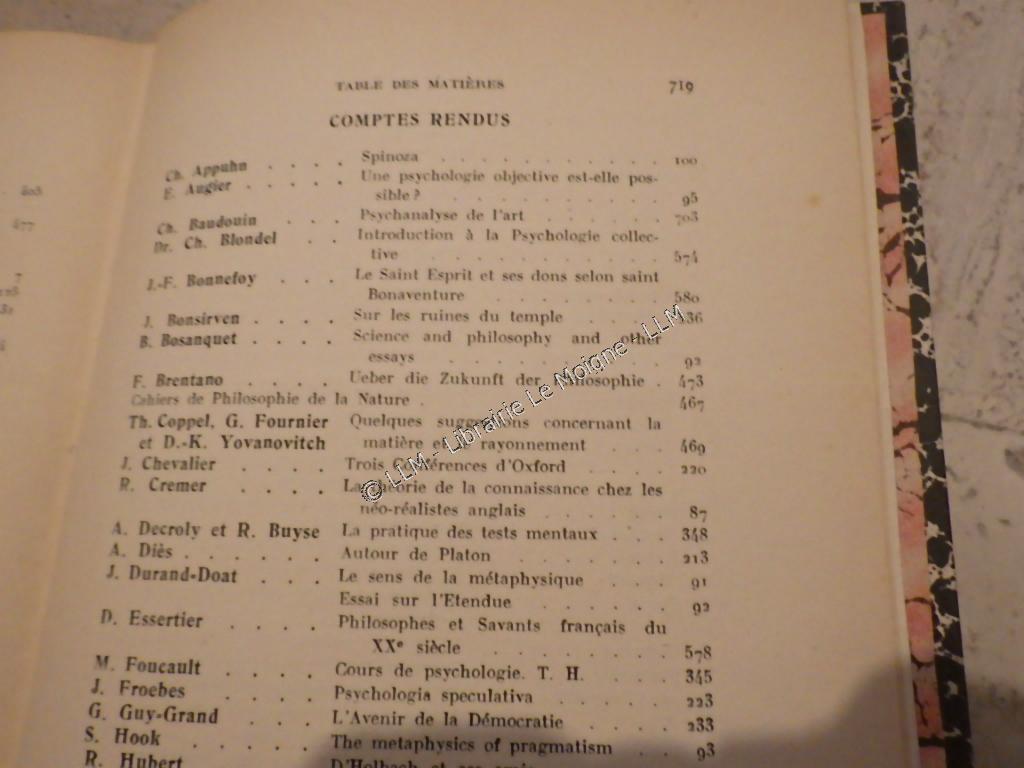 TABLE DES MATIÈRES 719
COMPTES RENDUS
Ch. Appuhn . . . . Spinoza . . . . . . . . . . . 100
E. Augier . . . . . Une psychologie objective est-elle pos-
sible ? . . . . . . . . . . . 95
Ch. Baudouin . . . Psychanalyse de l'art . . . . . . 703
Dr. Ch. Blondel . . Introduction à la Psychologie collec-
tive . . . . . . . . . . . 574
J.-F. Bonnefoy . . . Le Saint Esprit et ses dons selon saint
Bonaventure . . . . . . . . 580
J. Bonsirven . . . . Sur les ruines du temple . . . .
B. Bosanquet . . . . Science and philosophy and other
essays . . . . . . . . . . 92
F. Brentano . . . . Ueber die Zukunft der Philosophie . 473
Cahiers de Philosophie de la Nature . 467
Th. Coppel, G. Fournier Quelques suggestions concernant la
et D.-K. Yovanovitch matière et le rayonnement . . . 469
J. Chevalier . . . . Trois Conférences d'Oxford . . . . 220
R. Cremer . . . . La théorie de la connaissance chez les
néo-réalistes anglais . . . . . . 87
A. Decroly et R. Buyse La pratique des tests mentaux . . . 348
A. Diès . . . . . . Autour de Platon . . . . . . . 213
J. Durand-Doat . . . Le sens de la métaphysique . . . . 91
Essai sur l'Etendue . . . . . . 92
D. Essertier . . . . Philosophes et Savants français du
XXe siècle . . . . . . . . 578
M. Foucault . . . . Cours de psychologie. T. H. . . . . 345
J. Froebes . . . . Psychologia speculativa . . . . . 223
G. Guy-Grand . . . L'Avenir de la Démocratie . . . . 233
S. Hook . . . . . The metaphysics of pragmatism . . . 93
R. Hubert D'Holbach et ses amis
477
7
© LLM - Librairie Le Moigne - LLM